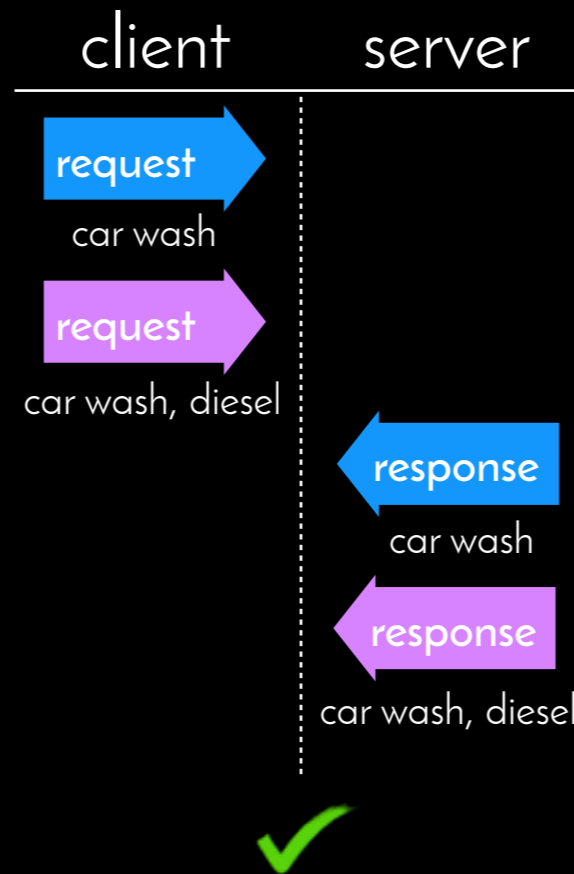 client
server
request
car wash
request
car wash, diesel
response
car wash
response
car wash, diesel